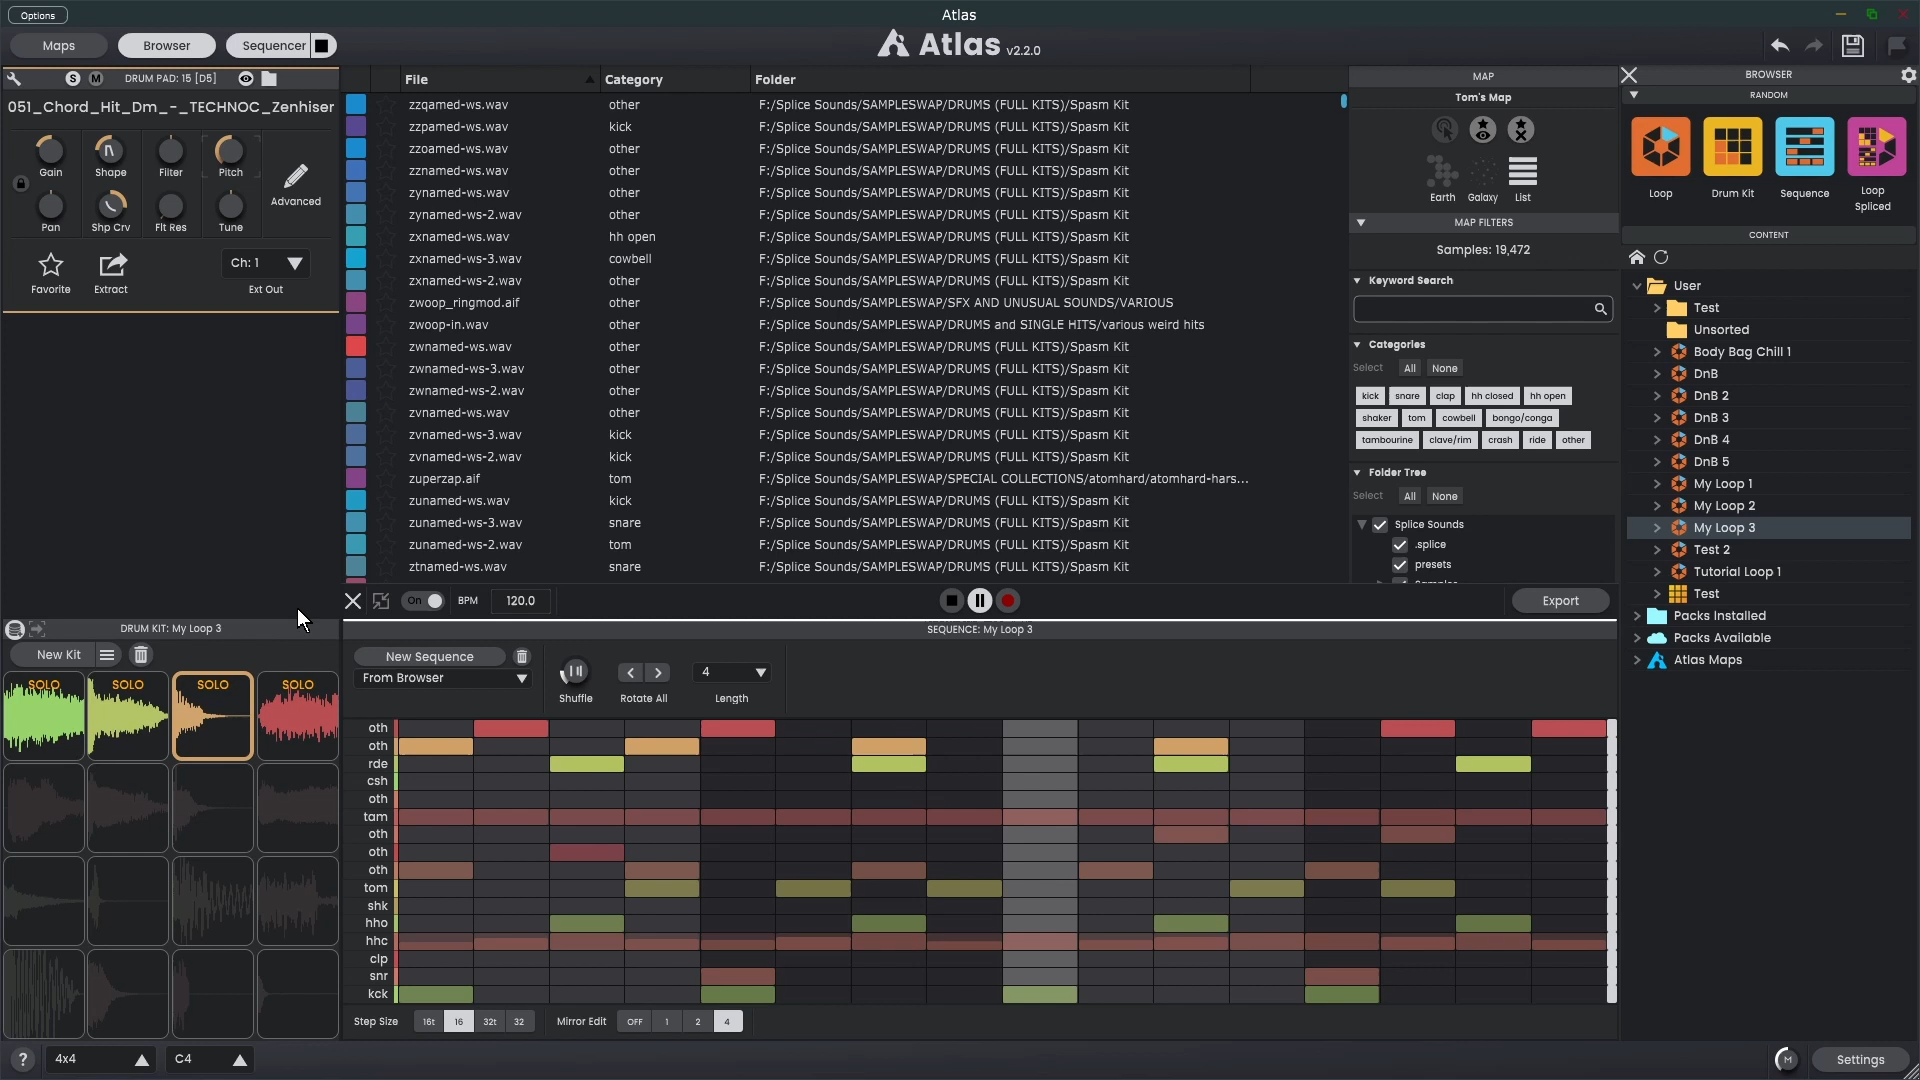 Options
Atlas
Maps
Browser
Sequencer
Atlas v2.2.0
S M DRUM PAD: 15 [D5]
051_Chord_Hit_Dm_-_TECHNOC_Zenhiser
Gain
Shape
Filter
Pitch
Pan
Shp Crv
Flt Res
Tune
Advanced
Favorite
Extract
Ch: 1
Ext Out
File Category Folder
zzqamed-ws.wav other F:/Splice Sounds/SAMPLESWAP/DRUMS (FULL KITS)/Spasm Kit
zzpamed-ws.wav kick F:/Splice Sounds/SAMPLESWAP/DRUMS (FULL KITS)/Spasm Kit
zzoamed-ws.wav other F:/Splice Sounds/SAMPLESWAP/DRUMS (FULL KITS)/Spasm Kit
zznamed-ws.wav other F:/Splice Sounds/SAMPLESWAP/DRUMS (FULL KITS)/Spasm Kit
zynamed-ws.wav other F:/Splice Sounds/SAMPLESWAP/DRUMS (FULL KITS)/Spasm Kit
zynamed-ws-2.wav other F:/Splice Sounds/SAMPLESWAP/DRUMS (FULL KITS)/Spasm Kit
zxnamed-ws.wav hh open F:/Splice Sounds/SAMPLESWAP/DRUMS (FULL KITS)/Spasm Kit
zxnamed-ws-3.wav cowbell F:/Splice Sounds/SAMPLESWAP/DRUMS (FULL KITS)/Spasm Kit
zxnamed-ws-2.wav other F:/Splice Sounds/SAMPLESWAP/DRUMS (FULL KITS)/Spasm Kit
zwoop_ringmod.aif other F:/Splice Sounds/SAMPLESWAP/SFX AND UNUSUAL SOUNDS/VARIOUS
zwoop-in.wav other F:/Splice Sounds/SAMPLESWAP/DRUMS and SINGLE HITS/various weird hits
zwnamed-ws.wav other F:/Splice Sounds/SAMPLESWAP/DRUMS (FULL KITS)/Spasm Kit
zwnamed-ws-3.wav other F:/Splice Sounds/SAMPLESWAP/DRUMS (FULL KITS)/Spasm Kit
zwnamed-ws-2.wav other F:/Splice Sounds/SAMPLESWAP/DRUMS (FULL KITS)/Spasm Kit
zvnamed-ws.wav other F:/Splice Sounds/SAMPLESWAP/DRUMS (FULL KITS)/Spasm Kit
zvnamed-ws-3.wav kick F:/Splice Sounds/SAMPLESWAP/DRUMS (FULL KITS)/Spasm Kit
zvnamed-ws-2.wav kick F:/Splice Sounds/SAMPLESWAP/DRUMS (FULL KITS)/Spasm Kit
zuperzap.aif tom F:/Splice Sounds/SAMPLESWAP/SPECIAL COLLECTIONS/atomhard/atomhard-hars...
zunamed-ws.wav kick F:/Splice Sounds/SAMPLESWAP/DRUMS (FULL KITS)/Spasm Kit
zunamed-ws-3.wav snare F:/Splice Sounds/SAMPLESWAP/DRUMS (FULL KITS)/Spasm Kit
zunamed-ws-2.wav tom F:/Splice Sounds/SAMPLESWAP/DRUMS (FULL KITS)/Spasm Kit
ztnamed-ws.wav snare F:/Splice Sounds/SAMPLESWAP/DRUMS (FULL KITS)/Spasm Kit
MAP
Tom's Map
Earth Galaxy List
MAP FILTERS
Samples: 19,472
Keyword Search
Categories
Select All None
kick snare clap hh closed hh open
shaker tom cowbell bongo/conga
tambourine clave/rim crash ride other
Folder Tree
Select All None
Splice Sounds
.splice
presets
BROWSER
RANDOM
Loop
Drum Kit
Sequence
Loop Spliced
CONTENT
User
Test
Unsorted
Body Bag Chill 1
DnB
DnB 2
DnB 3
DnB 4
DnB 5
My Loop 1
My Loop 2
My Loop 3
Test 2
Tutorial Loop 1
Test
Packs Installed
Packs Available
Atlas Maps
On BPM 120.0
Export
DRUM KIT: My Loop 3
New Kit
SOLO SOLO SOLO SOLO
SEQUENCE: My Loop 3
New Sequence
From Browser
Shuffle
Rotate All
4
Length
oth
oth
rde
csh
oth
tam
oth
oth
oth
tom
shk
hho
hhc
clp
snr
kck
Step Size 16t 16 32t 32 Mirror Edit OFF 1 2 4
? 4x4 C4
M Settings